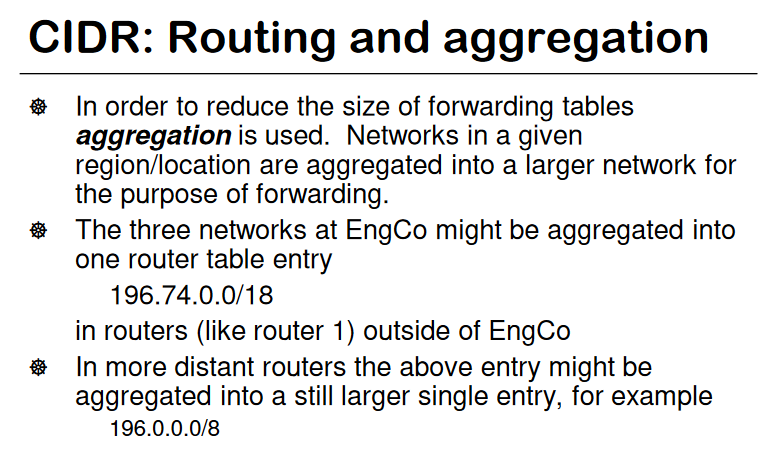 CIDR: Routing and aggregation
In order to reduce the size of forwarding tables
aggregation is used.  Networks in a given
region/location are aggregated into a larger network for
the purpose of forwarding.
The three networks at EngCo might be aggregated into
one router table entry
196.74.0.0/18
in routers (like router 1) outside of EngCo
In more distant routers the above entry might be
aggregated into a still larger single entry, for example
196.0.0.0/8